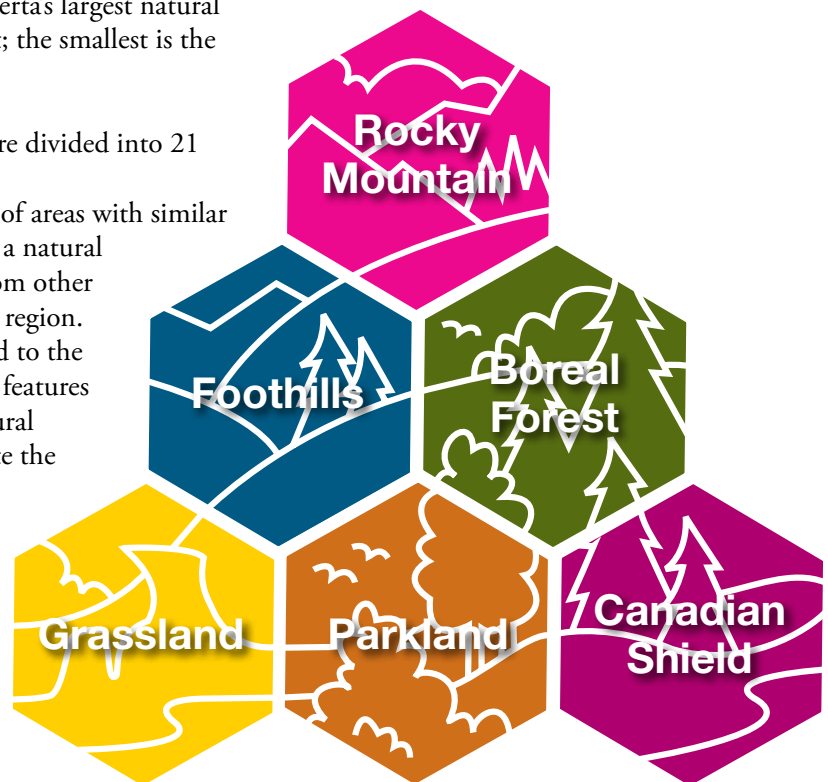 largest natural
; the smallest is the
re divided into 21
of areas with similar
a natural
om other
region.
d to the
features
ural
te the
Rocky
Mountain
Foothills
Boreal
Forest
Grassland
Parkland
Canadian
Shield